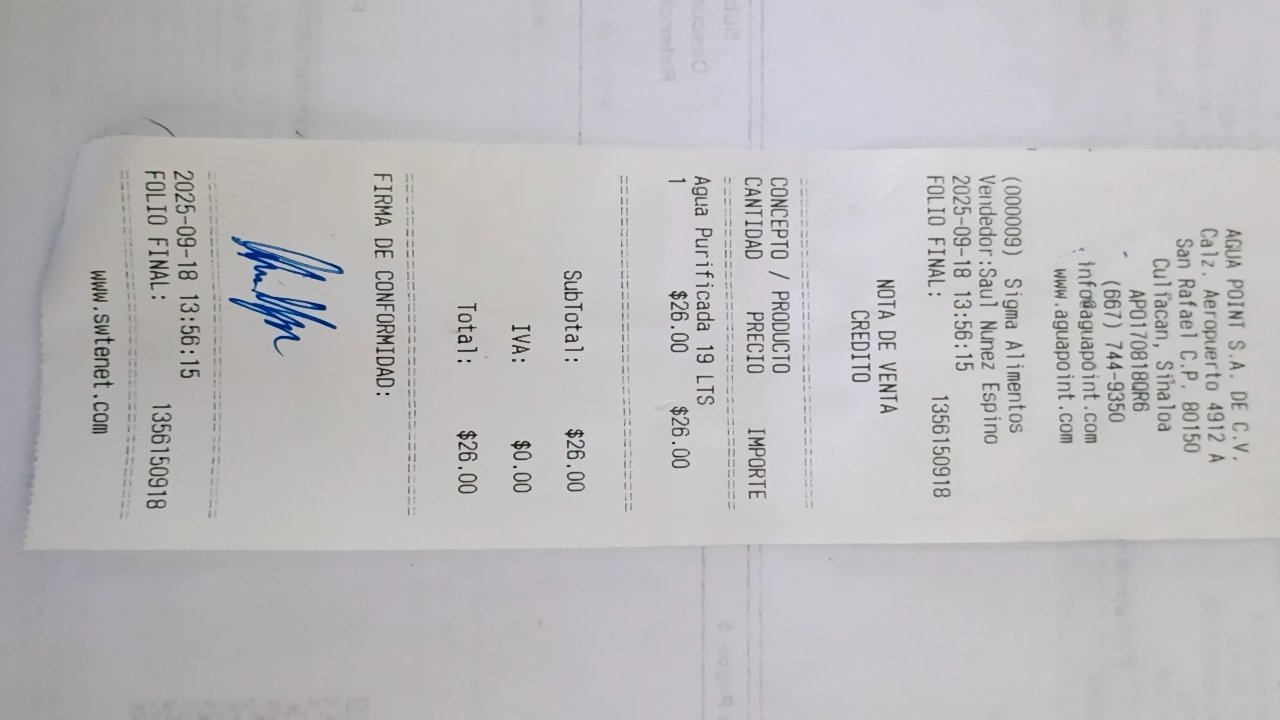 AGUA POINT S.A. DE C.V.
Calz. Aeropuerto 4912 A
San Rafael C.P. 80150
Culiacan, Sinaloa
APO170818QR6
(667) 744-9350
info@aguapoint.com
www.aguapoint.com
(000009) Sigma Alimentos
Vendedor:Saul Nunez Espino
2025-09-18 13:56:15
FOLIO FINAL: 1356150918
NOTA DE VENTA
CREDITO
CONCEPTO / PRODUCTO
CANTIDAD PRECIO IMPORTE
Agua Purificada 19 LTS
1 $26.00 $26.00
SubTotal: $26.00
IVA: $0.00
Total: $26.00
FIRMA DE CONFORMIDAD:
2025-09-18 13:56:15
FOLIO FINAL: 1356150918
www.swtenet.com